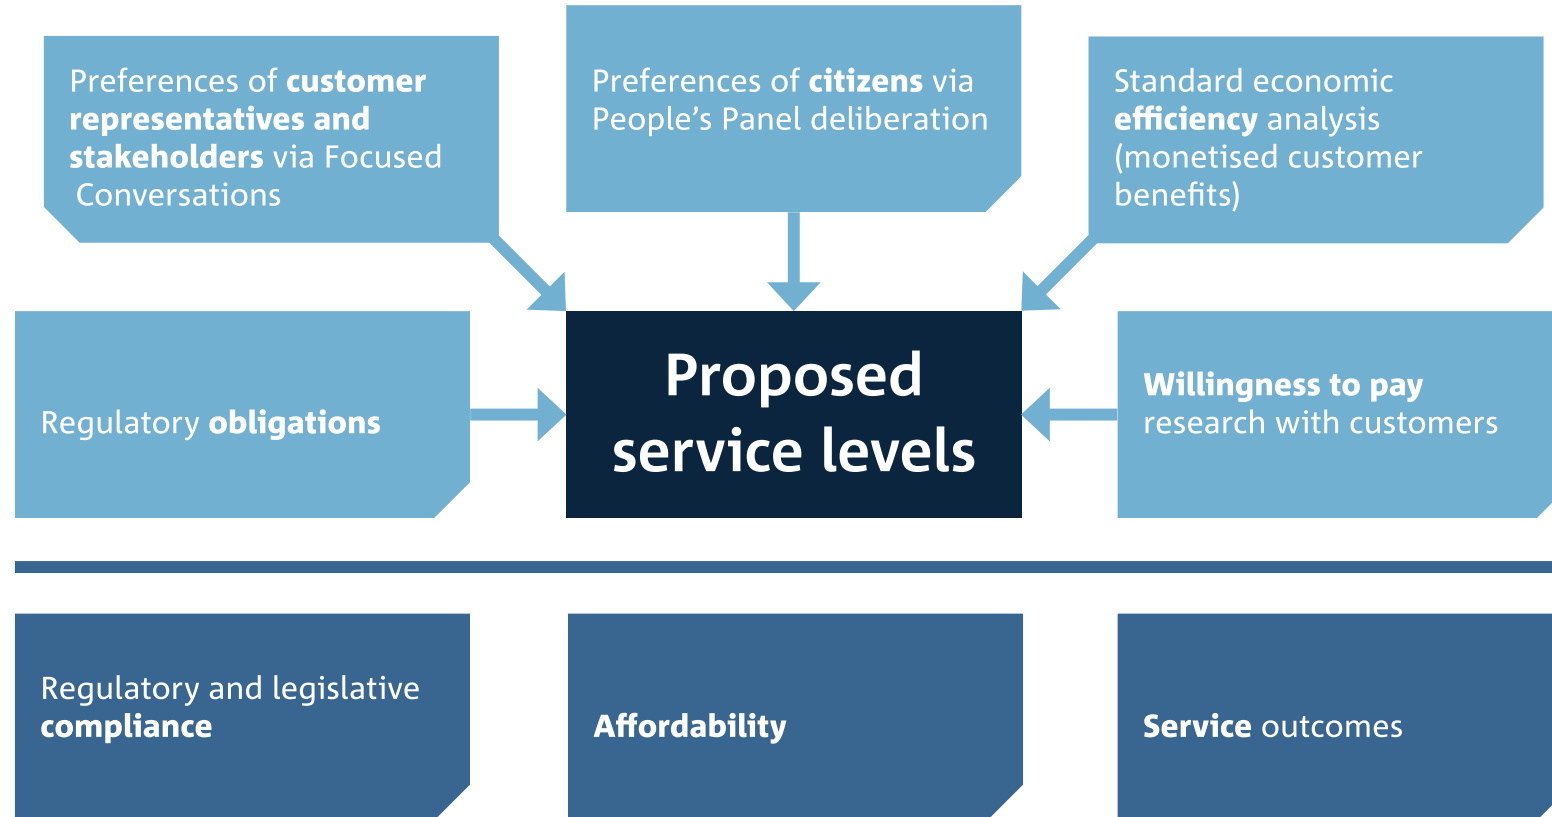 Preferences of customer
representatives and
stakeholders via Focused
Conversations
Preferences of citizens via
People’s Panel deliberation
Standard economic
efficiency analysis
(monetised customer
benefits)
Regulatory obligations
Proposed
service levels
Willingness to pay
research with customers
Regulatory and legislative
compliance
Affordability
Service outcomes